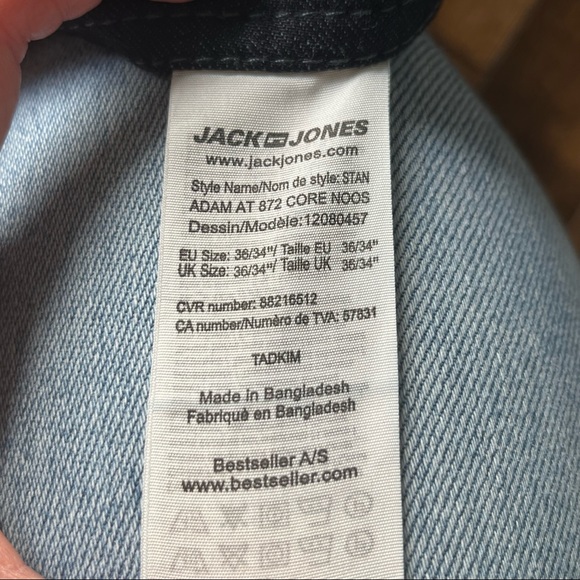 JACK JONES
www.jackjones.com
Style Name/Nom de style: STAN
ADAM AT 872 CORE NOOS
Dessin/Modèle:12080457
EU Size: 36/34"/ Taille EU 36/34"
UK Size: 36/34"/ Taille UK 36/34"
CVR number: 88216512
CA number/Numéro de TVA: 57831
TADKIM
Made in Bangladesh
Fabriqué en Bangladesh
Bestseller A/S
www.bestseller.com